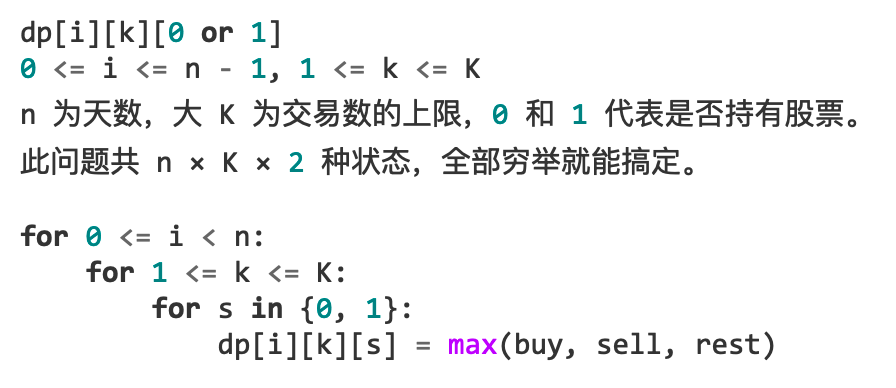 dp[i][k][0 or 1]
0 <= i <= n - 1, 1 <= k <= K
n 为天数，大 K 为交易数的上限，0 和 1 代表是否持有股票。
此问题共 n × K × 2 种状态，全部穷举就能搞定。

for 0 <= i < n:
    for 1 <= k <= K:
        for s in {0, 1}:
            dp[i][k][s] = max(buy, sell, rest)